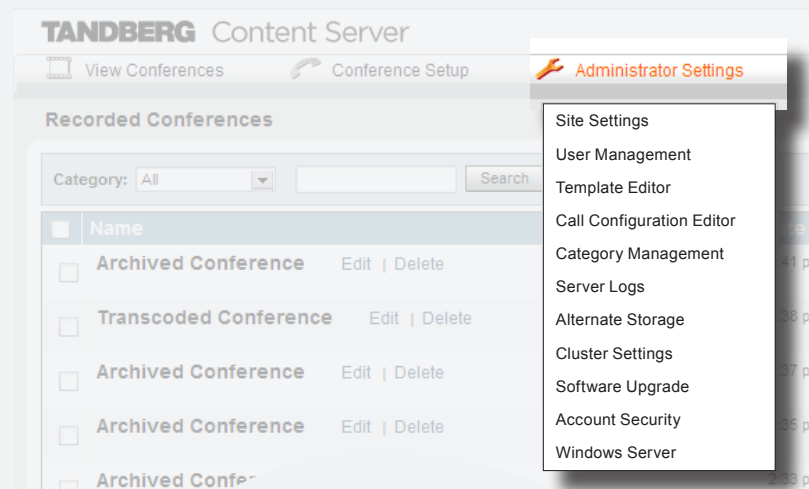 TANDBERG Content Server
View Conferences Conference Setup Administrator Settings
Recorded Conferences
Category: All Search
Name
Archived Conference Edit | Delete
Transcoded Conference Edit | Delete
Archived Conference Edit | Delete
Archived Conference Edit | Delete
Archived
Site Settings
User Management
Template Editor
Call Configuration Editor
Category Management
Server Logs
Alternate Storage
Cluster Settings
Software Upgrade
Account Security
Windows Server